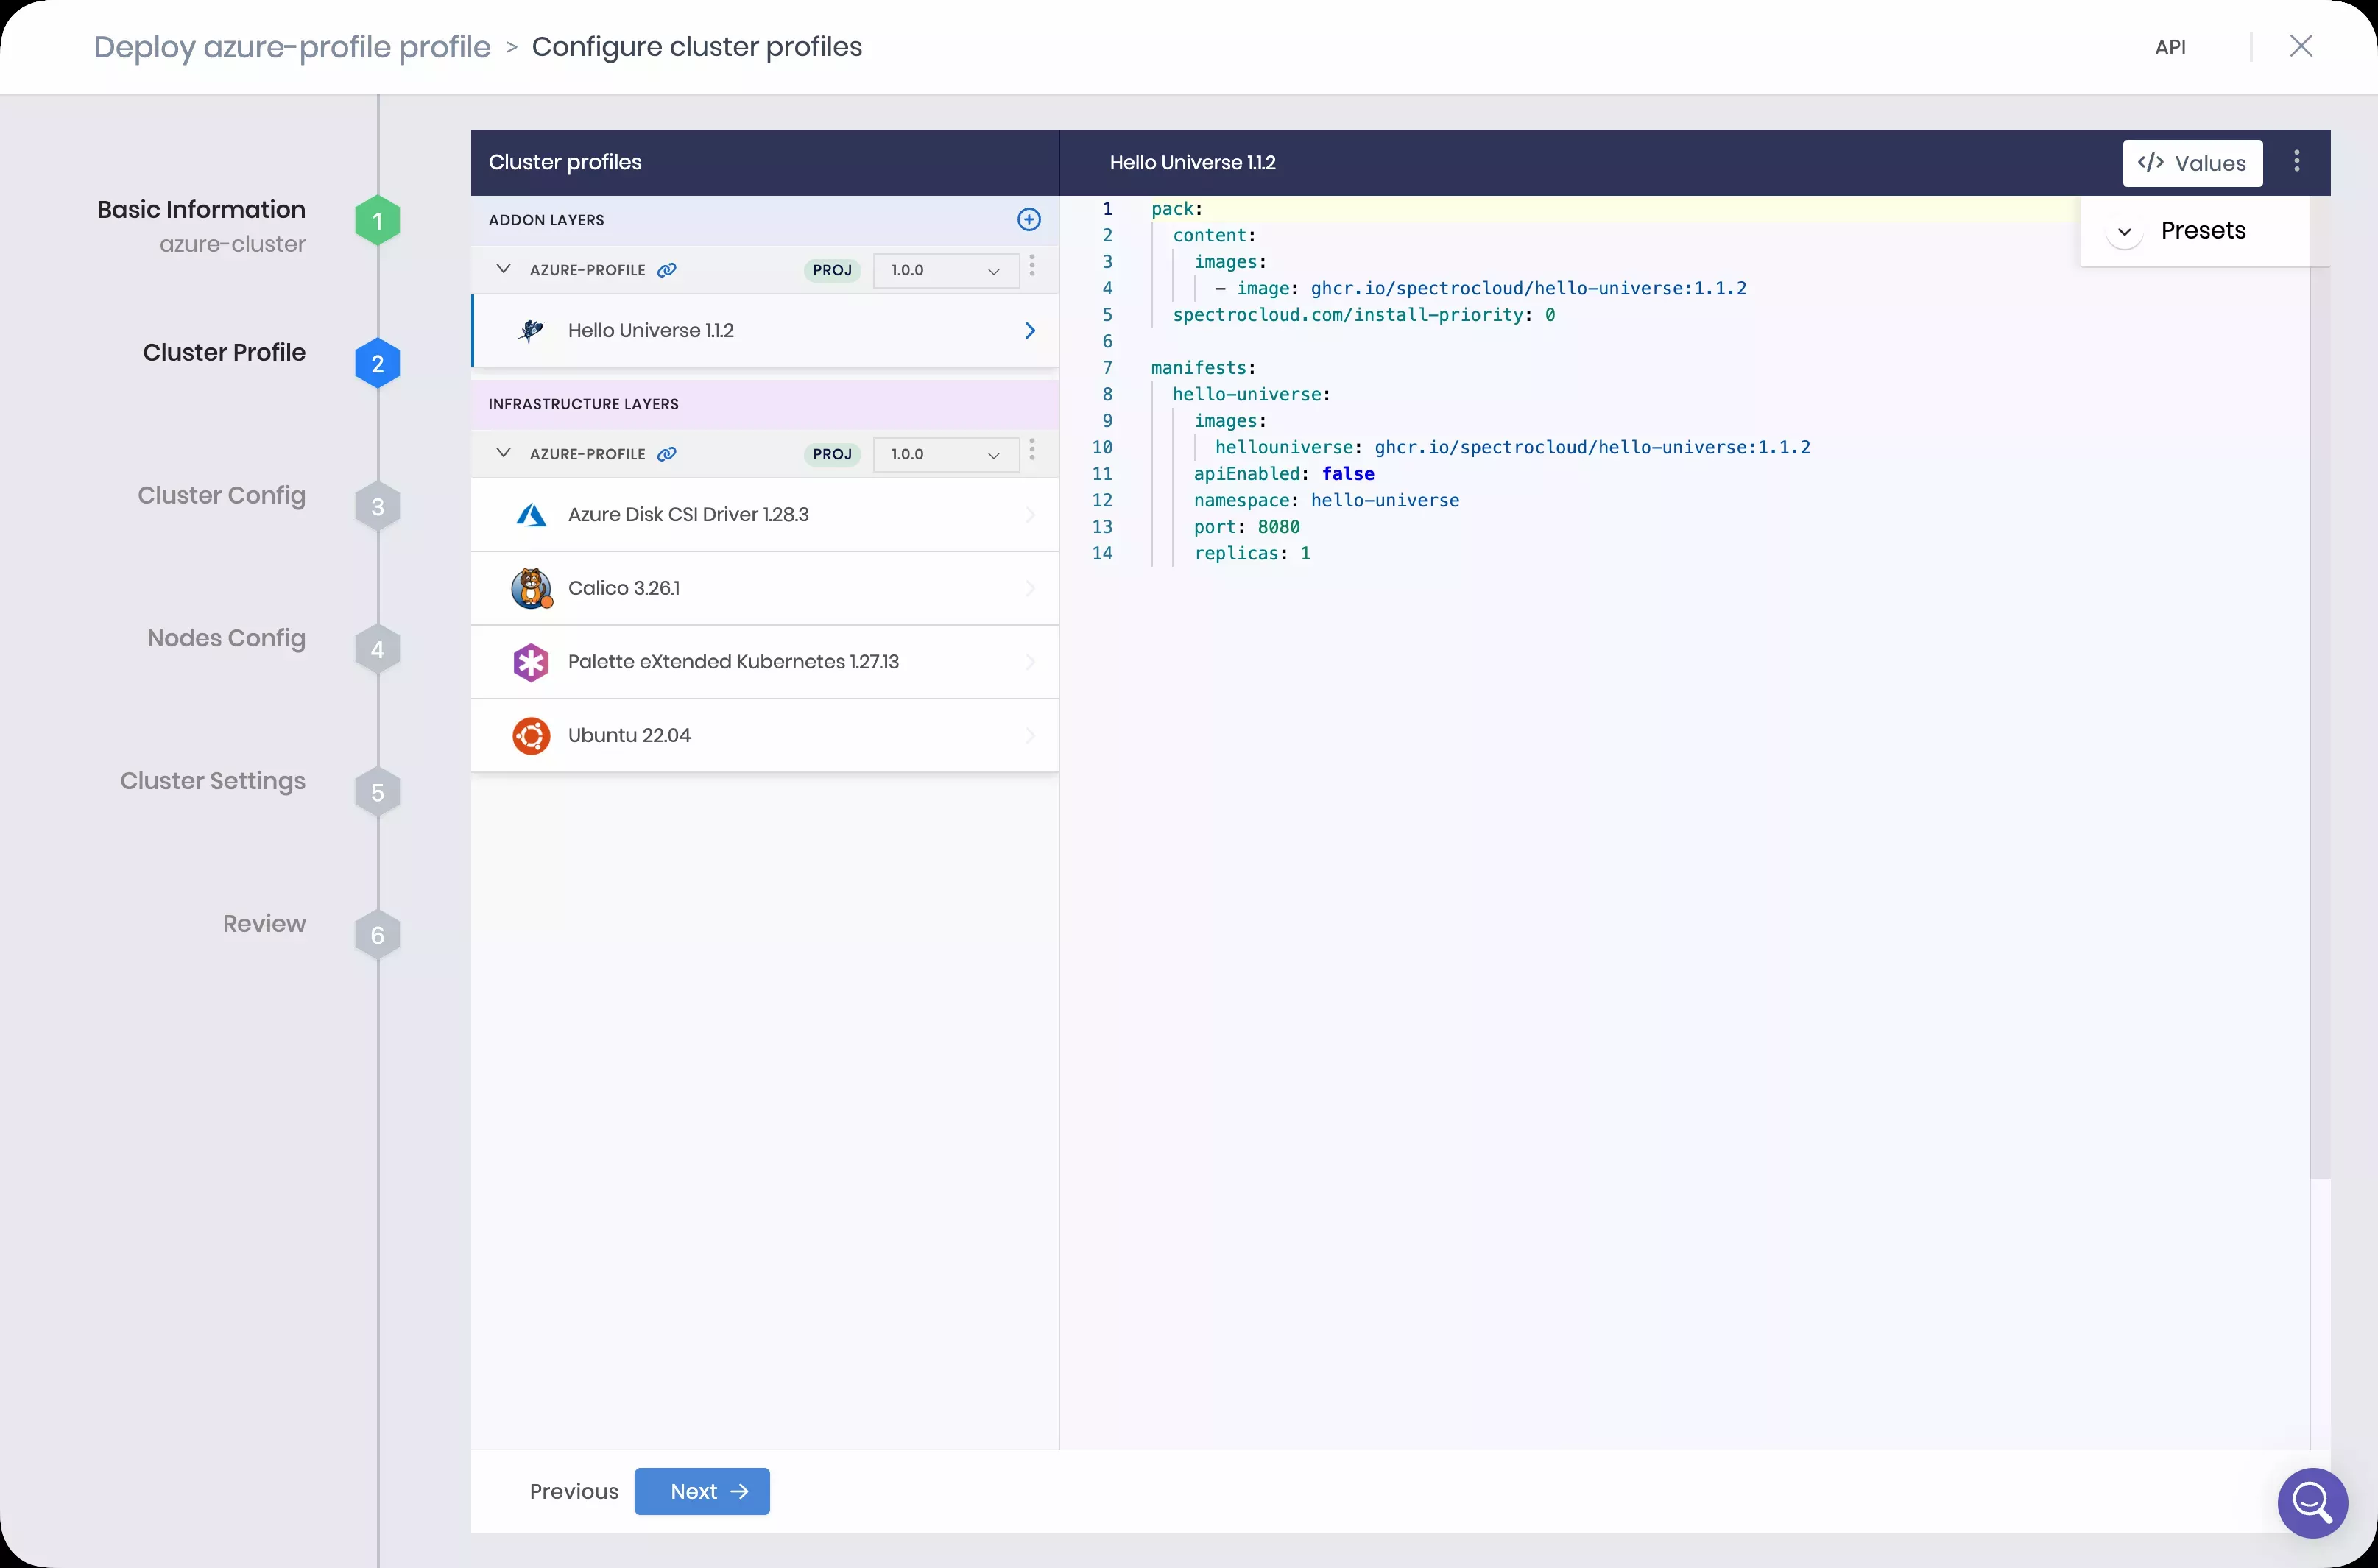 Deploy azure-profile profile > Configure cluster profiles
API
Basic Information
azure-cluster
1
Cluster Profile
2
Cluster Config
3
Nodes Config
4
Cluster Settings
5
Review
6
Cluster profiles
ADDON LAYERS
AZURE-PROFILE PROJ 1.0.0
Hello Universe 1.1.2
INFRASTRUCTURE LAYERS
AZURE-PROFILE PROJ 1.0.0
Azure Disk CSI Driver 1.28.3
Calico 3.26.1
Palette eXtended Kubernetes 1.27.13
Ubuntu 22.04
Hello Universe 1.1.2
</> Values
Presets
1 pack:
2 content:
3 images:
4 - image: ghcr.io/spectrocloud/hello-universe:1.1.2
5 spectrocloud.com/install-priority: 0
6
7 manifests:
8 hello-universe:
9 images:
10 hellouniverse: ghcr.io/spectrocloud/hello-universe:1.1.2
11 apiEnabled: false
12 namespace: hello-universe
13 port: 8080
14 replicas: 1
Previous
Next